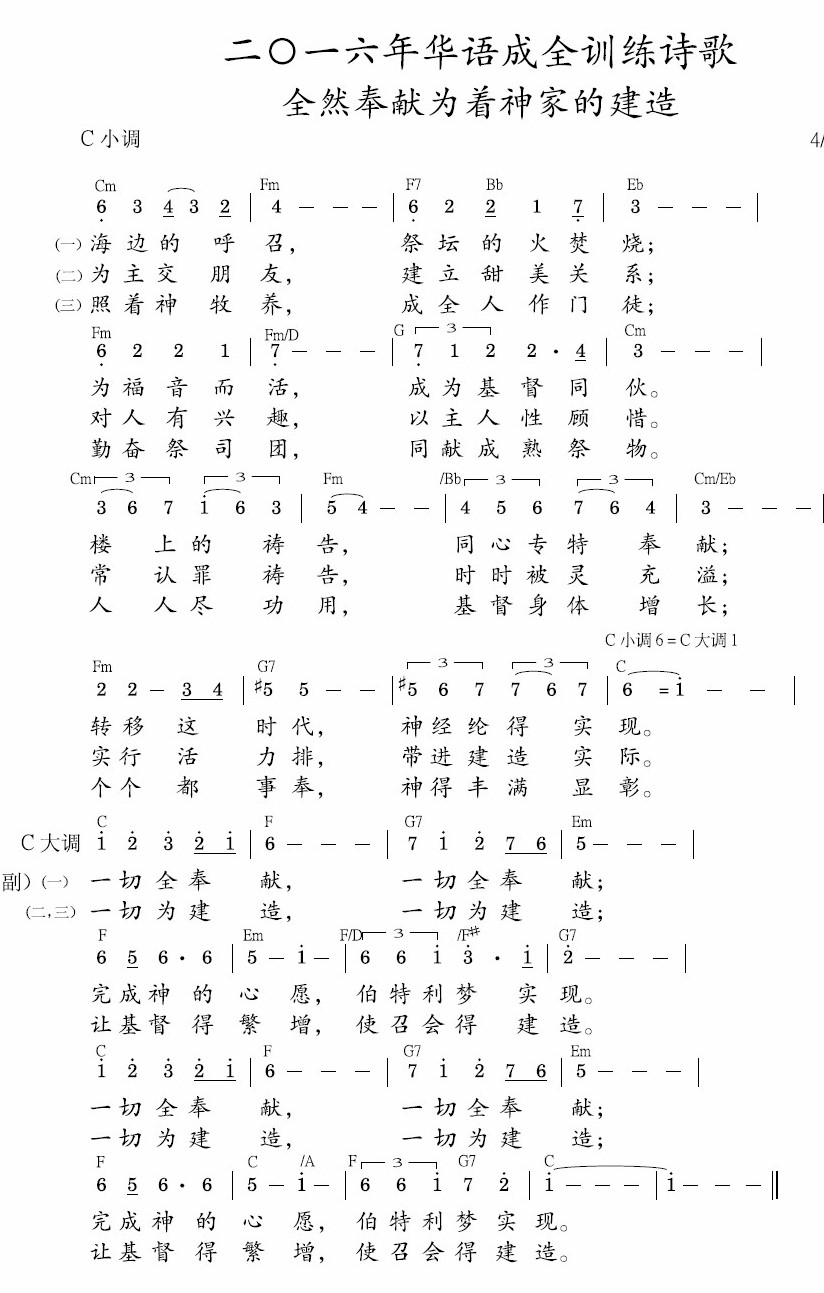 二〇一六年华语成全训练诗歌
全然奉献为着神家的建造
C 小调 4/
Cm Fm F7 Bb Eb
6 3 4 3 2 | 4 - - - | 6 2 2 1 7 | 3 - - - |
(一) 海边的呼召, 祭坛的火焚烧;
(二) 为主交朋友, 建立甜美关系;
(三) 照着神牧养, 成全人作门徒;
Fm Fm/D G 3 Cm
6 2 2 1 | 7 - - - | 7 1 2 2 · 4 | 3 - - - |
为福音而活, 成为基督同伙。
对人有兴趣, 以主人性顾惜。
勤奋祭司团, 同献成熟祭物。
Cm 3 3 Fm /Bb 3 3 Cm/Eb
3 6 7 i 6 3 | 5 4 - - | 4 5 6 7 6 4 | 3 - - - |
楼上的祷告, 同心专特奉献;
常认罪祷告, 时时被灵充溢;
人人尽功用, 基督身体增长;
C 小调 6 = C 大调 1
Fm G7 3 3 C
2 2 - 3 4 | #5 5 - - | #5 6 7 7 6 7 | 6 = i - - |
转移这时代, 神经纶得实现。
实行活力排, 带进建造实际。
个个都事奉, 神得丰满显彰。
C F G7 Em
C 大调 1 2 3 2 1 | 6 - - - | 7 1 2 7 6 | 5 - - - |
副) (一) 一切全奉献, 一切全奉献;
(二,三) 一切为建造, 一切为建造;
F Em F/D 3 /F# G7
6 5 6 · 6 | 5 - i - | 6 6 i 3 · i | 2 - - - |
完成神的心愿, 伯特利梦实现。
让基督得繁增, 使召会得建造。
C F G7 Em
1 2 3 2 1 | 6 - - - | 7 1 2 7 6 | 5 - - - |
一切全奉献, 一切全奉献;
一切为建造, 一切为建造;
F C /A F 3 G7 C
6 5 6 · 6 | 5 - i - | 6 6 i 7 2 | i - - - | i - - - ||
完成神的心愿, 伯特利梦实现。
让基督得繁增, 使召会得建造。